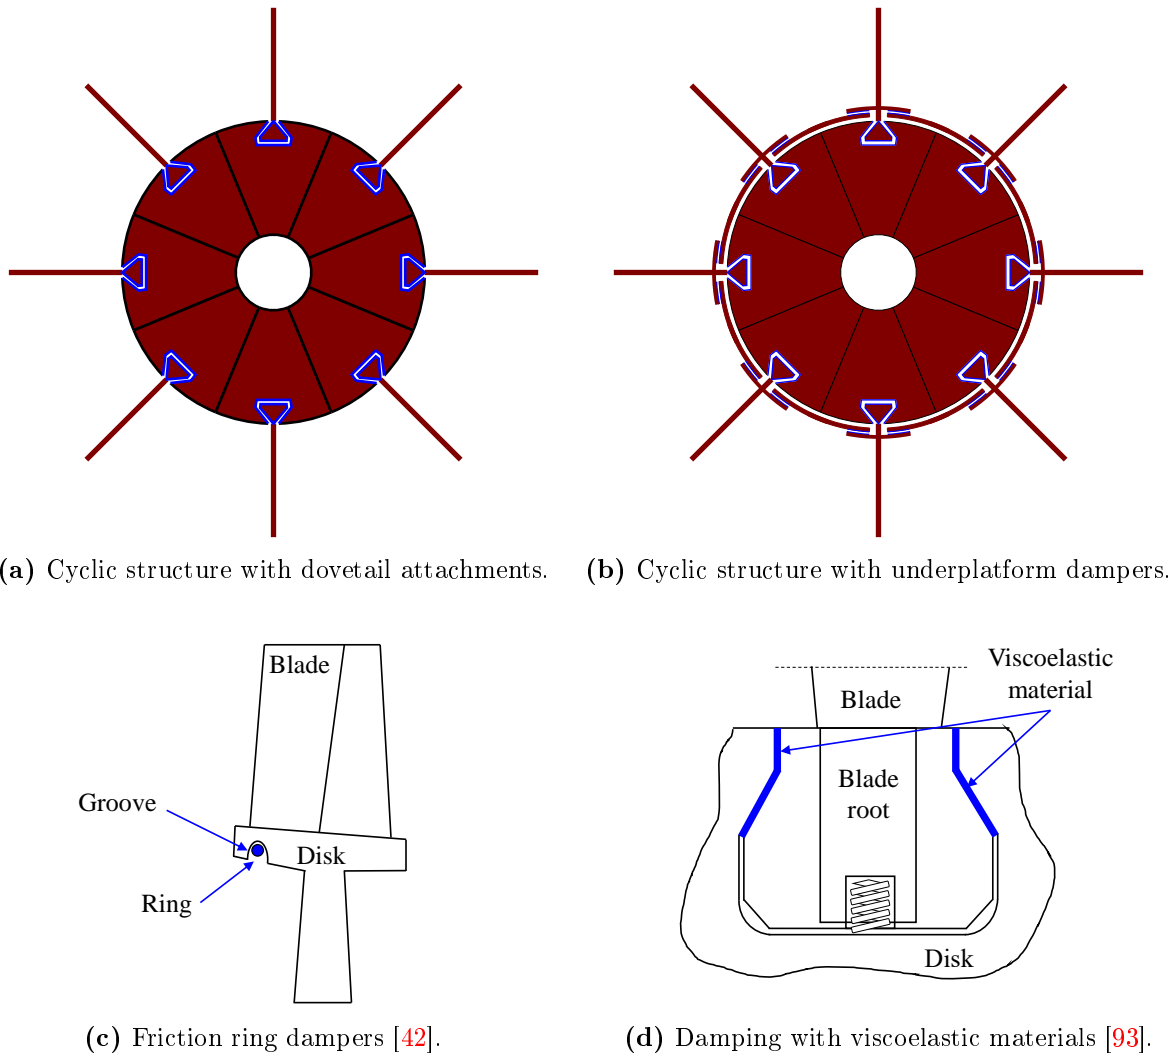 (a) Cyclic structure with dovetail attachments.
(b) Cyclic structure with underplatform dampers.
Blade
Groove
Disk
Ring
(c) Friction ring dampers [42].
Viscoelastic
material
Blade
Blade
root
Disk
(d) Damping with viscoelastic materials [93].